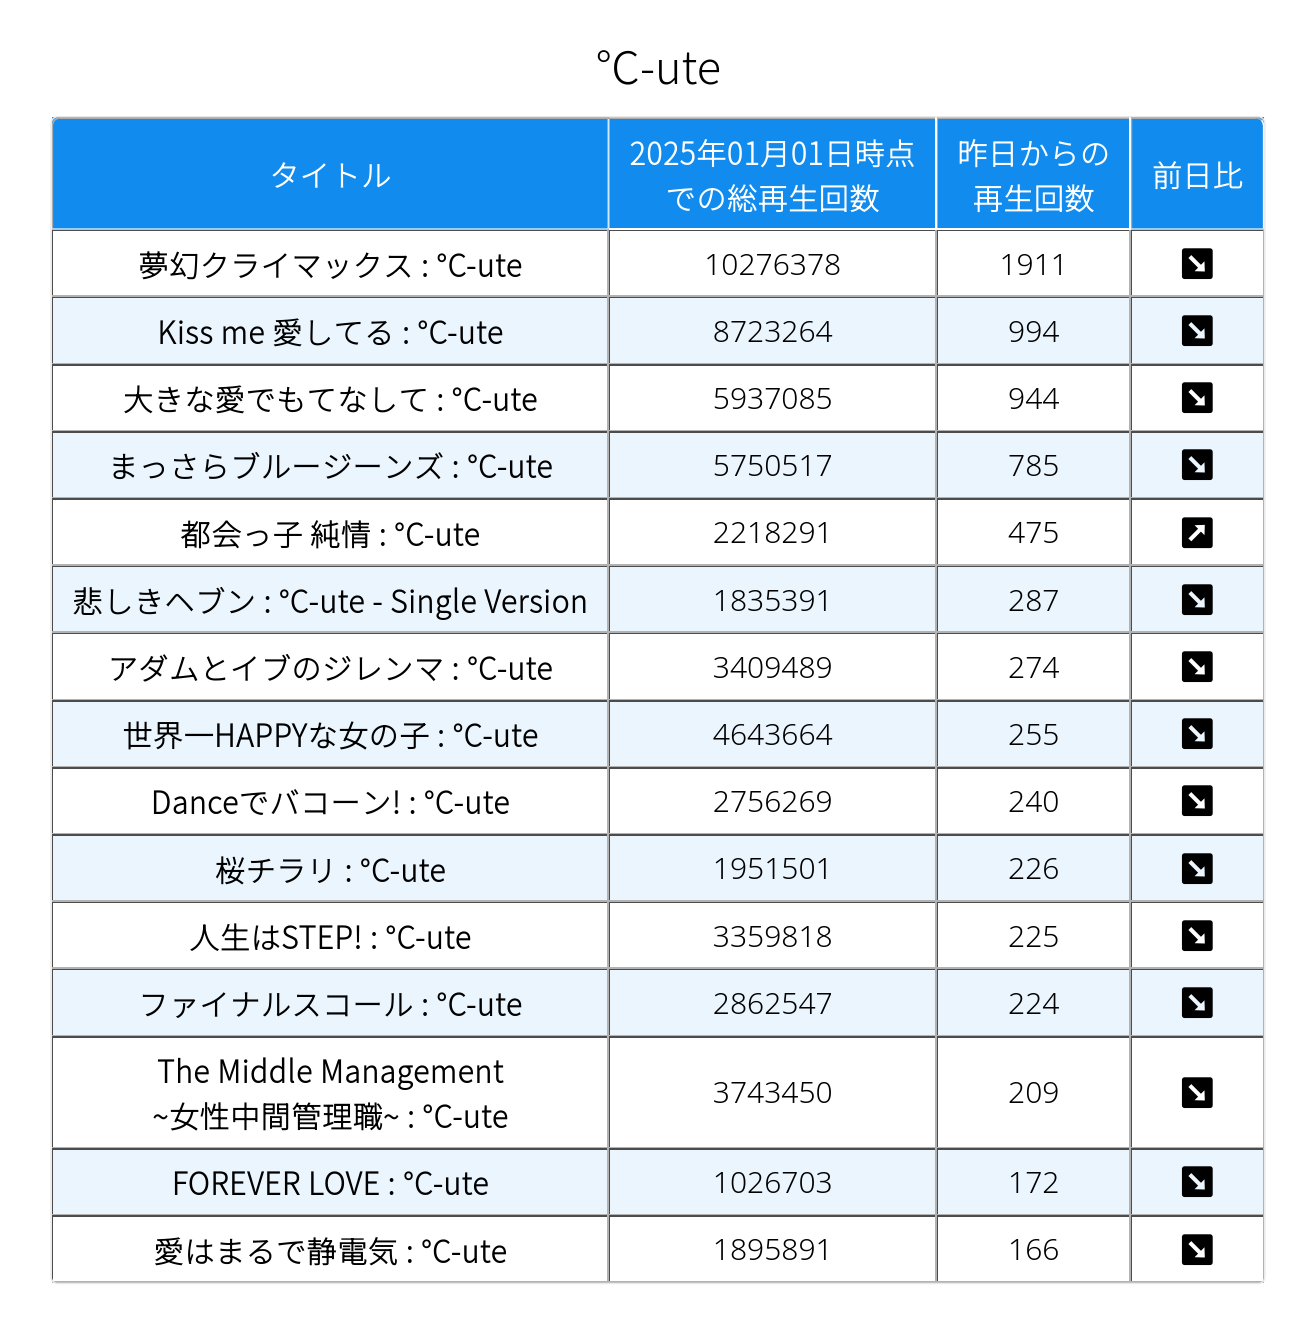 ℃-ute
タイトル
2025年01月01日時点
での総再生回数
昨日からの
再生回数
前日比
夢幻クライマックス : ℃-ute 10276378 1911
Kiss me 愛してる : ℃-ute 8723264 994
大きな愛でもてなして : ℃-ute 5937085 944
まっさらブルージーンズ : ℃-ute 5750517 785
都会っ子 純情 : ℃-ute 2218291 475
悲しきヘブン : ℃-ute - Single Version 1835391 287
アダムとイブのジレンマ : ℃-ute 3409489 274
世界一HAPPYな女の子 : ℃-ute 4643664 255
Danceでバコーン! : ℃-ute 2756269 240
桜チラリ : ℃-ute 1951501 226
人生はSTEP! : ℃-ute 3359818 225
ファイナルスコール : ℃-ute 2862547 224
The Middle Management
~女性中間管理職~ : ℃-ute 3743450 209
FOREVER LOVE : ℃-ute 1026703 172
愛はまるで静電気 : ℃-ute 1895891 166